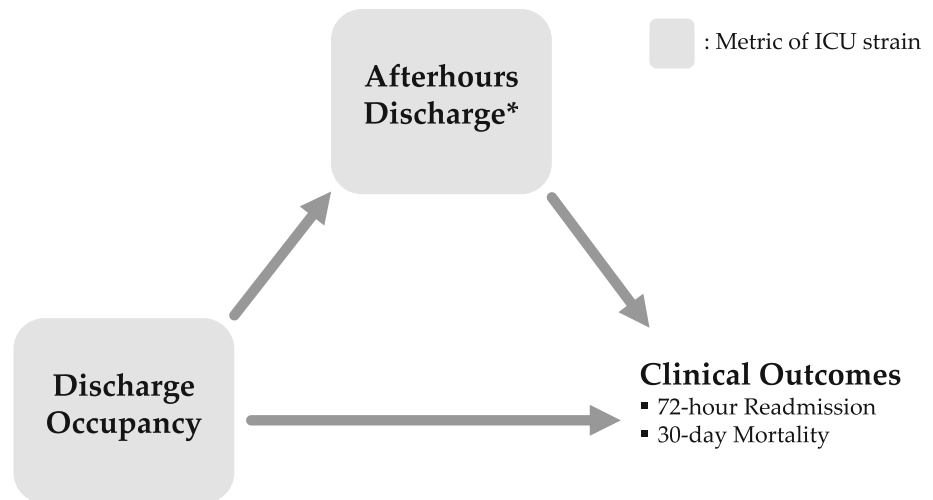 Afterhours
Discharge*
: Metric of ICU strain
Discharge
Occupancy
Clinical Outcomes
▪ 72-hour Readmission
▪ 30-day Mortality